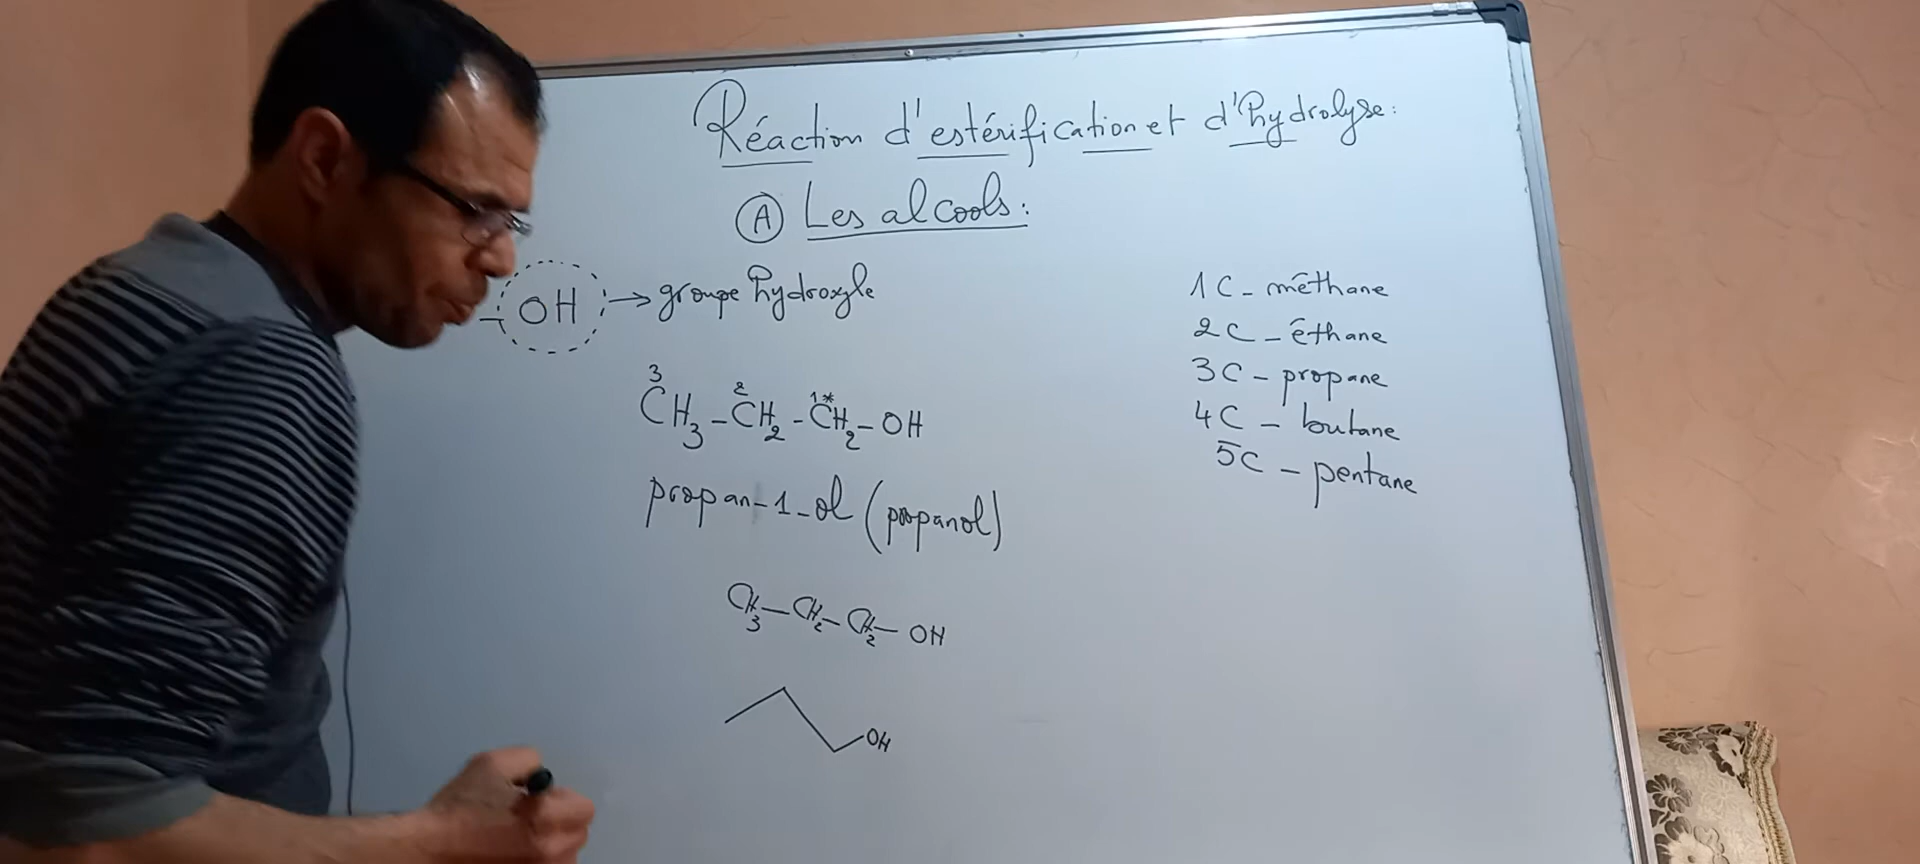 Réaction d'estérification et d'hydrolyse:
Ⓐ Les alcools:
-OH → groupe hydroxyle
3 2 1*
CH₃-CH₂-CH₂-OH
propan-1-ol (propanol)
CH₃-CH₂-CH₂-OH
OH
1C - méthane
2C - éthane
3C - propane
4C - butane
5C - pentane